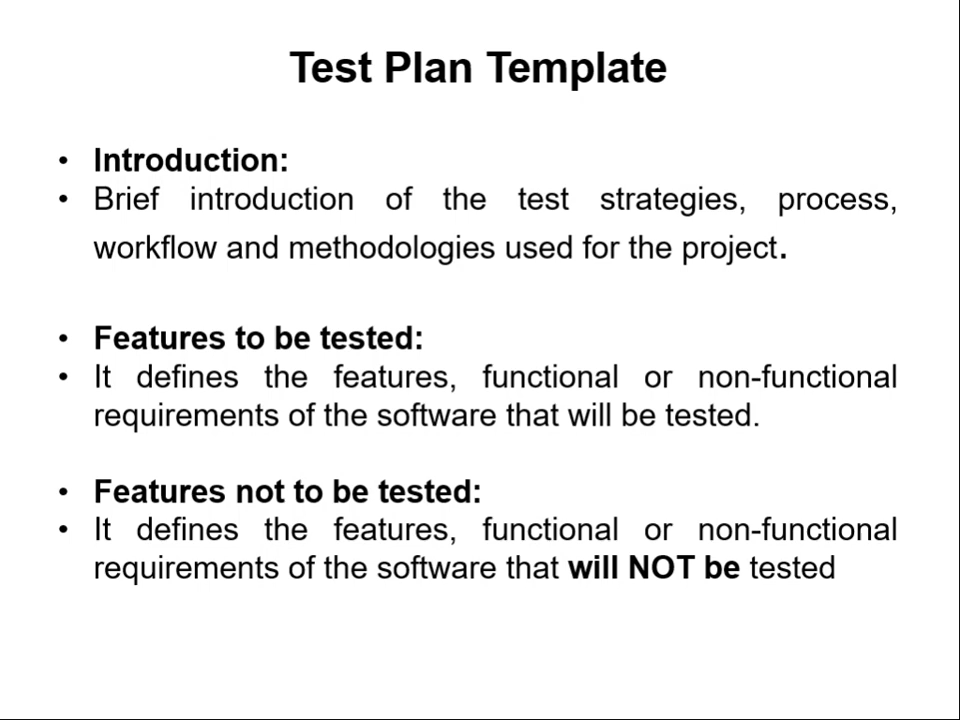 Test Plan Template
• Introduction:
• Brief introduction of the test strategies, process,
workflow and methodologies used for the project.
• Features to be tested:
• It defines the features, functional or non-functional
requirements of the software that will be tested.
• Features not to be tested:
• It defines the features, functional or non-functional
requirements of the software that will NOT be tested